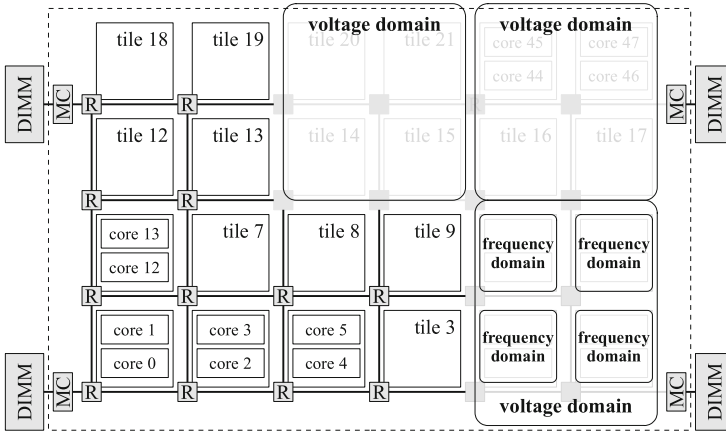 voltage domain
voltage domain
tile 18
tile 19
tile 20
tile 21
core 45
core 47
core 44
core 46
DIMM
MC
R
R
R
MC
DIMM
tile 12
tile 13
tile 14
tile 15
tile 16
tile 17
R
R
core 13
core 12
tile 7
tile 8
tile 9
frequency
domain
frequency
domain
R
R
R
R
core 1
core 0
core 3
core 2
core 5
core 4
tile 3
frequency
domain
frequency
domain
DIMM
MC
R
R
R
R
MC
DIMM
voltage domain